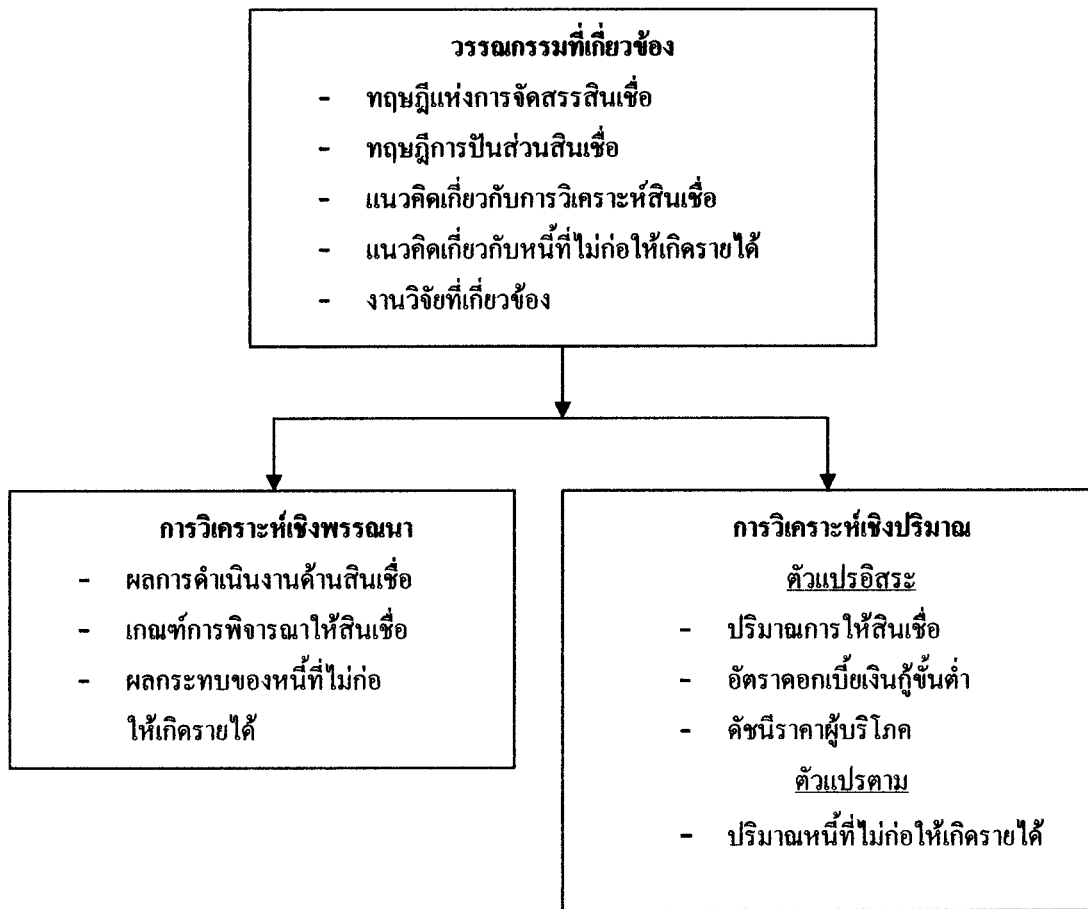 วรรณกรรมที่เกี่ยวข้อง
- ทฤษฎีแห่งการจัดสรรสินเชื่อ
- ทฤษฎีการปันส่วนสินเชื่อ
- แนวคิดเกี่ยวกับการวิเคราะห์สินเชื่อ
- แนวคิดเกี่ยวกับหนี้ที่ไม่ก่อให้เกิดรายได้
- งานวิจัยที่เกี่ยวข้อง
การวิเคราะห์เชิงพรรณนา
- ผลการดำเนินงานด้านสินเชื่อ
- เกณฑ์การพิจารณาให้สินเชื่อ
- ผลกระทบของหนี้ที่ไม่ก่อ
ให้เกิดรายได้
การวิเคราะห์เชิงปริมาณ
ตัวแปรอิสระ
- ปริมาณการให้สินเชื่อ
- อัตราดอกเบี้ยเงินกู้ขั้นต่ำ
- ดัชนีราคาผู้บริโภค
ตัวแปรตาม
- ปริมาณหนี้ที่ไม่ก่อให้เกิดรายได้